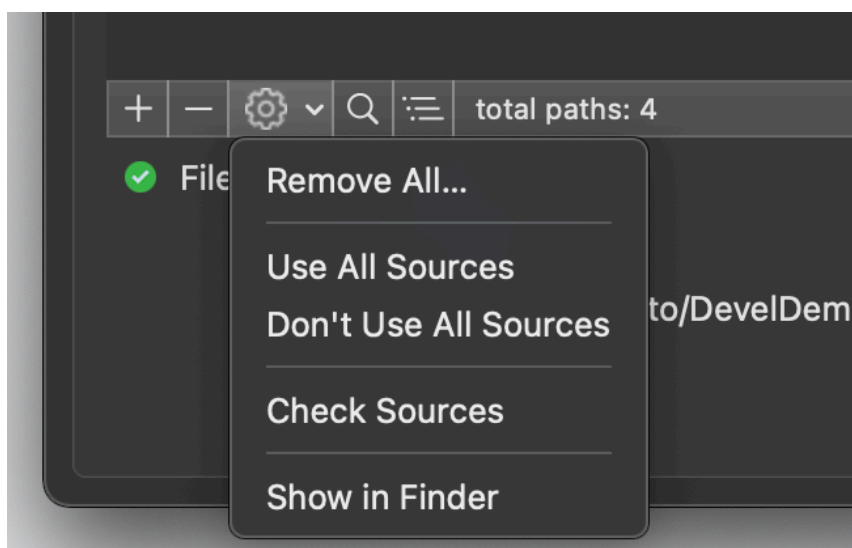 total paths: 4
File
Remove All...
Use All Sources
Don't Use All Sources
to/DevelDem
Check Sources
Show in Finder